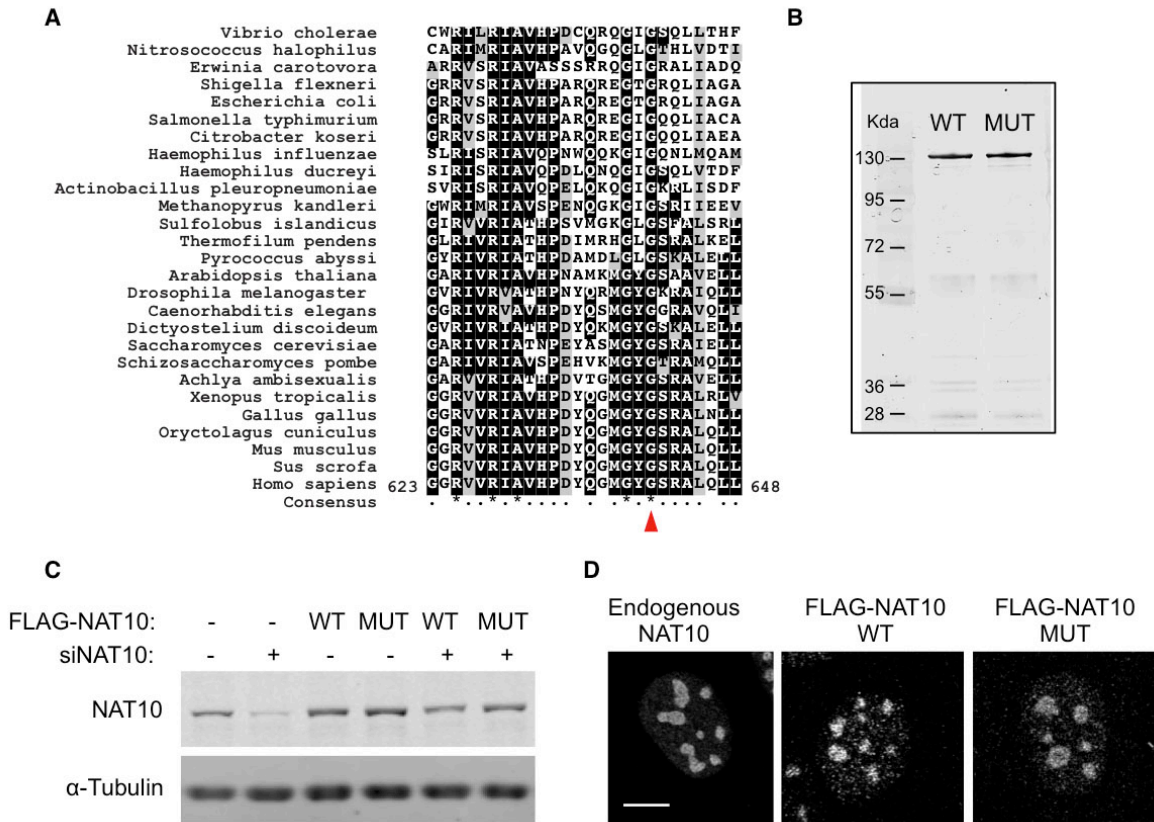 A
Vibrio cholerae CWRILRIAVHPDCQRQGIGSQLLTHF
Nitrosococcus halophilus CARIMRIAVHPAVQGQGLGTHLVDTI
Erwinia carotovora ARRVSRIAVASSSRRQGIGRALIADQ
Shigella flexneri GRRVSRIAVHPARQREGTGRQLIAGA
Escherichia coli GRRVSRIAVHPARQREGTGRQLIAGA
Salmonella typhimurium GRRVSRIAVHPARQREGIGQQLIACA
Citrobacter koseri GRRVSRIAVHPARQREGTGQQLIAEA
Haemophilus influenzae SLRISRIAVQPNWQQKGIGQNLMQAM
Haemophilus ducreyi SIRISRIAVQPDLQNQGIGSQLVTDF
Actinobacillus pleuropneumoniae SVRISRIAVQPELQKQGIGKRLISDF
Methanopyrus kandleri GWRIMRIAVSPENQGKGIGSRIIEEV
Sulfolobus islandicus GIRVVRIATHPSVMGKGLGSFALSRL
Thermofilum pendens GLRIVRIATHPDIMRHGLGSRALKEL
Pyrococcus abyssi GYRIVRIATHPDAMDLGLGSKALELL
Arabidopsis thaliana GARIVRIAVHPNAMKMGYGSAAVELL
Drosophila melanogaster GVRIVRVATHPNYQRMGYGKRAIQLL
Caenorhabditis elegans GGRIVRVAVHPDYQSMGYGGRAVQLI
Dictyostelium discoideum GVRIVRIATHPDYQKMGYGSKALELL
Saccharomyces cerevisiae GARIVRIATNPEYASMGYGSRAIELL
Schizosaccharomyces pombe GARIVRIAVSPEHVKMGYGTRAMQLL
Achlya ambisexualis GARVVRIATHPDVTGMGYGSRAVELL
Xenopus tropicalis GGRVVRIAVHPDYQGMGYGSRALRLV
Gallus gallus GGRVVRIAVHPDYQGMGYGSRALNLL
Oryctolagus cuniculus GGRVVRIAVHPDYQGMGYGSRALQLL
Mus musculus GGRVVRIAVHPDYQGMGYGSRALQLL
Sus scrofa GGRVVRIAVHPDYQGMGYGSRALQLL
Homo sapiens 623 GGRVVRIAVHPDYQGMGYGSRALQLL 648
Consensus . *..*.*.... . ..*.*.... ..
B
Kda WT MUT
130
95
72
55
36
28
C
FLAG-NAT10: - - WT MUT WT MUT
siNAT10: - + - - + +
NAT10
α-Tubulin
D
Endogenous NAT10
FLAG-NAT10 WT
FLAG-NAT10 MUT